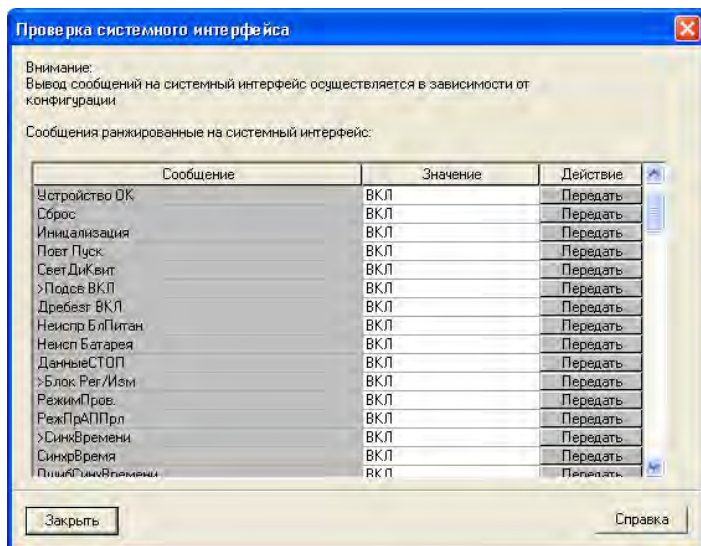 Проверка системного интерфейса
Внимание:
Вывод сообщений на системный интерфейс осуществляется в зависимости от
конфигурации
Сообщения ранжированные на системный интерфейс:
Сообщение Значение Действие
Устройство ОК ВКЛ Передать
Сброс ВКЛ Передать
Инициализация ВКЛ Передать
Повт Пуск ВКЛ Передать
СветДиКвит ВКЛ Передать
>Подсв ВКЛ ВКЛ Передать
Дребезг ВКЛ ВКЛ Передать
Неиспр БлПитан ВКЛ Передать
Неисп Батарея ВКЛ Передать
ДанныеСТОП ВКЛ Передать
>Блок Рег/Изм ВКЛ Передать
РежимПров. ВКЛ Передать
РежПрАППрл ВКЛ Передать
>СинхВремени ВКЛ Передать
СинхрВремя ВКЛ Передать
ОшибСинхВремени ВКЛ Передать
Закрыть Справка